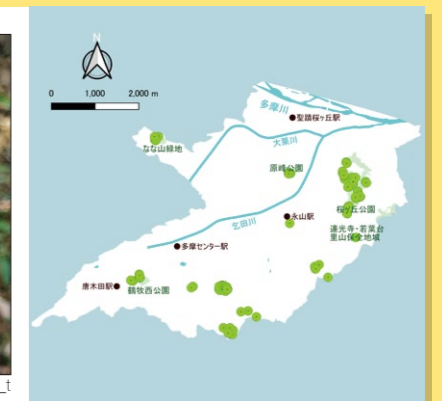 N
0 1,000 2,000 m
多摩川
聖蹟桜ヶ丘駅
大栗川
なな山緑地
原峰公園
桜ヶ丘公園
永山駅
乞田川
連光寺・若葉台
里山保全地域
多摩センター駅
唐木田駅
鶴牧西公園
_t